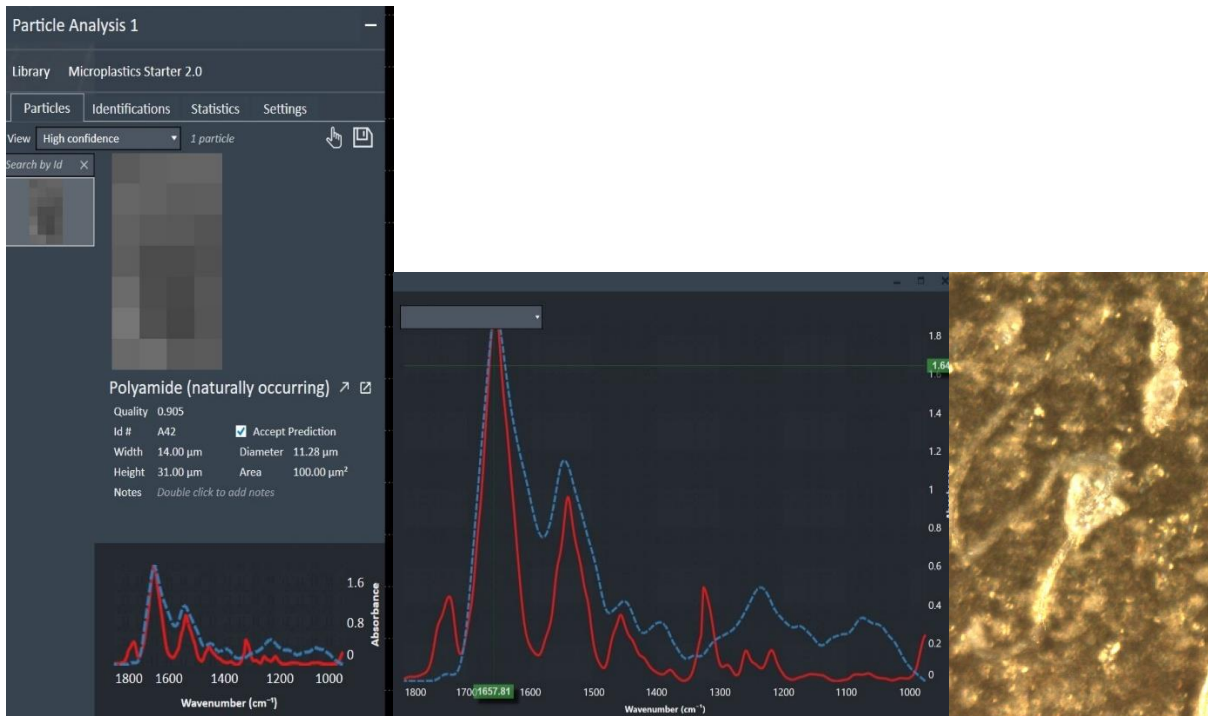 Particle Analysis 1
Library Microplastics Starter 2.0
Particles Identifications Statistics Settings
View High confidence 1 particle
Search by Id
Polyamide (naturally occurring)
Quality 0.905
Id # A42 Accept Prediction
Width 14.00 µm Diameter 11.28 µm
Height 31.00 µm Area 100.00 µm²
Notes Double click to add notes
1.6
0.8
0
Absorbance
1800 1600 1400 1200 1000
Wavenumber (cm⁻¹)
1.8
1.64
1.4
1.2
1
0.8
0.6
0.4
0.2
0
1800 1657.81 1600 1500 1400 1300 1200 1100 1000
Wavenumber (cm⁻¹)